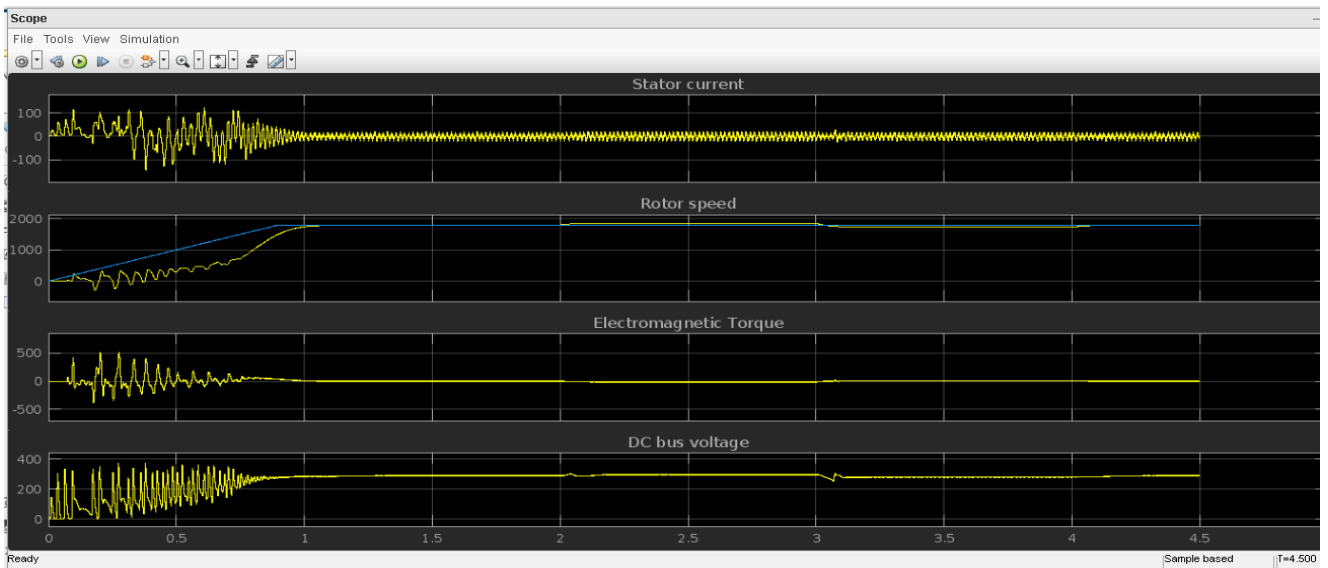 Scope
File Tools View Simulation
Stator current
100
0
-100
Rotor speed
2000
1000
0
Electromagnetic Torque
500
0
-500
DC bus voltage
400
200
0
0 0.5 1 1.5 2 2.5 3 3.5 4 4.5
Ready Sample based T=4.500